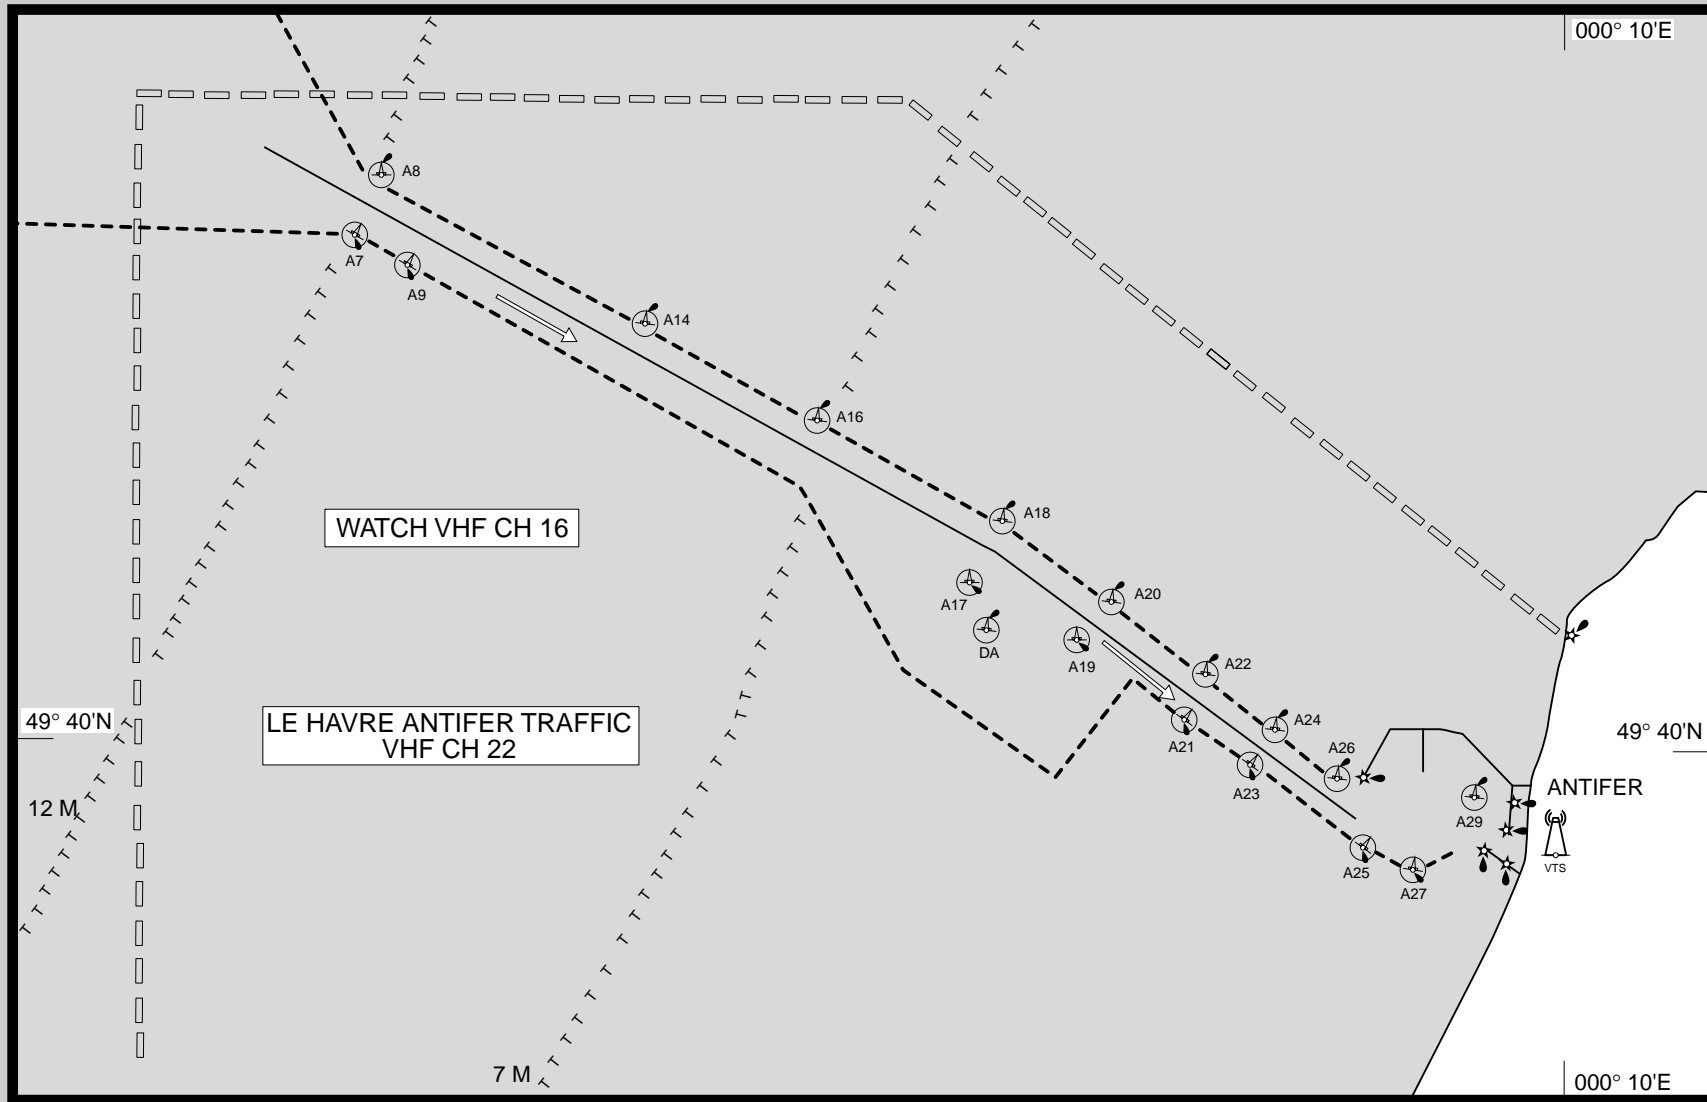 000° 10'E
A8
A7
A9
A14
A16
WATCH VHF CH 16
A18
A17
A20
DA
A19
A22
49° 40'N
LE HAVRE ANTIFER TRAFFIC
VHF CH 22
A24
A21
49° 40'N
A26
A23
ANTIFER
12 M
A29
A25
VTS
A27
7 M
000° 10'E